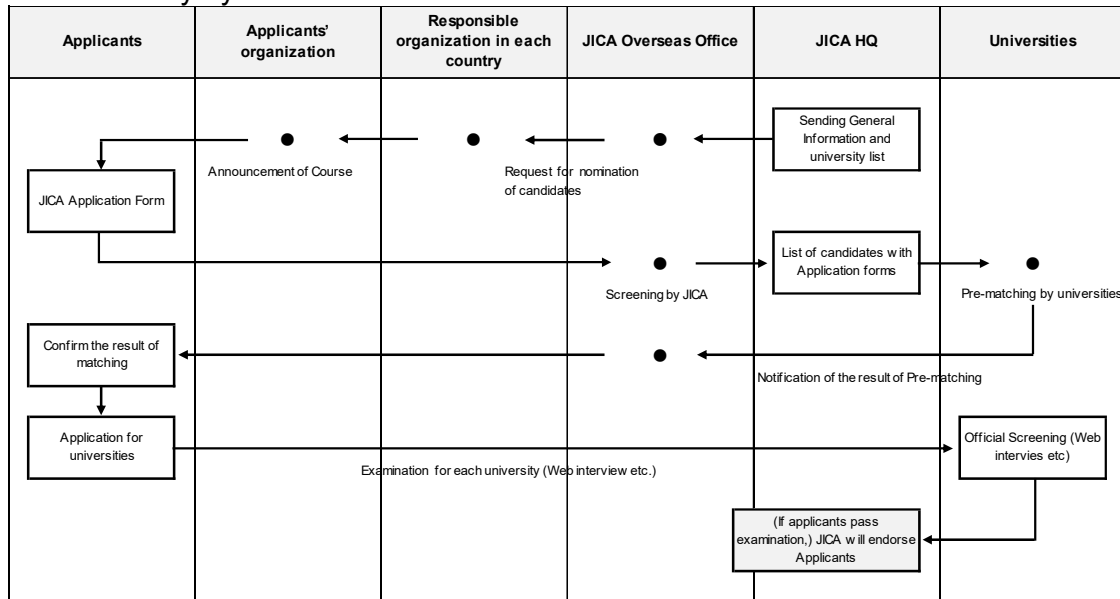 Applicants
Applicants'
organization
Responsible
organization in each
country
JICA Overseas Office
JICA HQ
Universities
Sending General
Information and
university list
Announcement of Course
Request for nomination
of candidates
JICA Application Form
List of candidates with
Application forms
Screening by JICA
Pre-matching by universities
Confirm the result of
matching
Notification of the result of Pre-matching
Application for
universities
Official Screening (Web
intervies etc)
Examination for each university (Web interview etc.)
(If applicants pass
examination,) JICA will endorse
Applicants